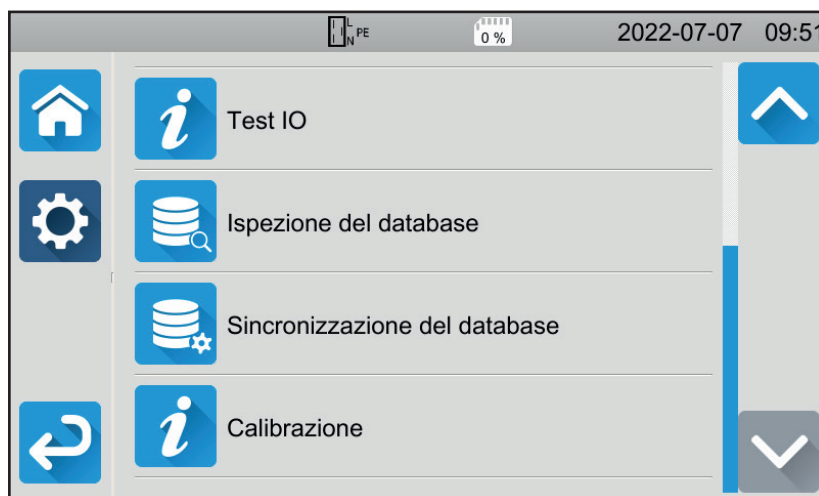 L
N PE
0 %
2022-07-07 09:51
Test IO
Ispezione del database
Sincronizzazione del database
Calibrazione